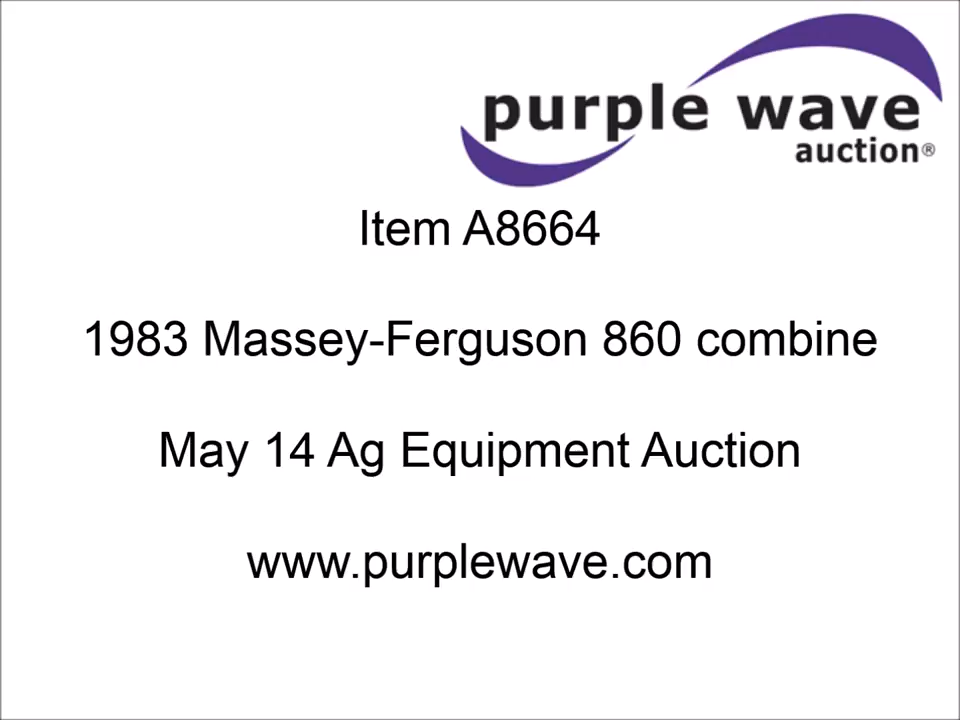 purple wave
auction®
Item A8664
1983 Massey-Ferguson 860 combine
May 14 Ag Equipment Auction
www.purplewave.com